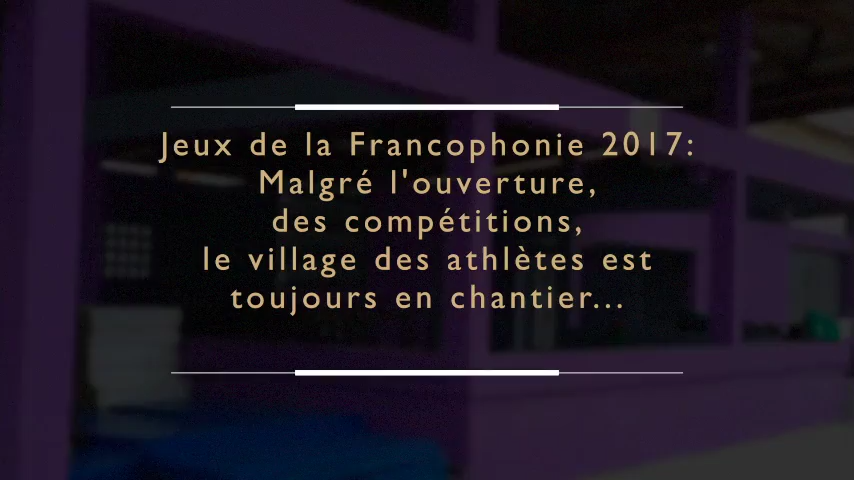 Jeux de la Francophonie 2017:
Malgré l'ouverture,
des compétitions,
le village des athlètes est
toujours en chantier...